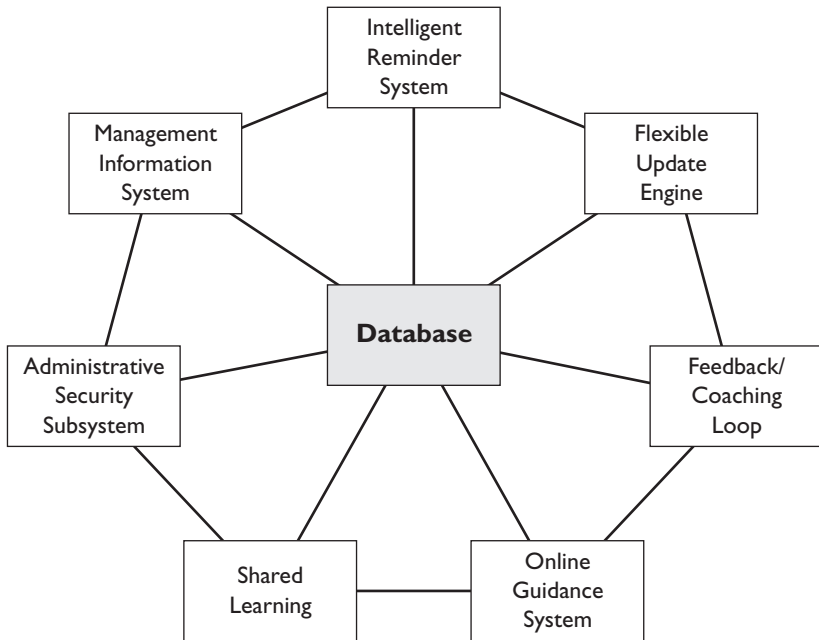 Intelligent
Reminder
System
Management
Information
System
Flexible
Update
Engine
Database
Administrative
Security
Subsystem
Feedback/
Coaching
Loop
Shared
Learning
Online
Guidance
System